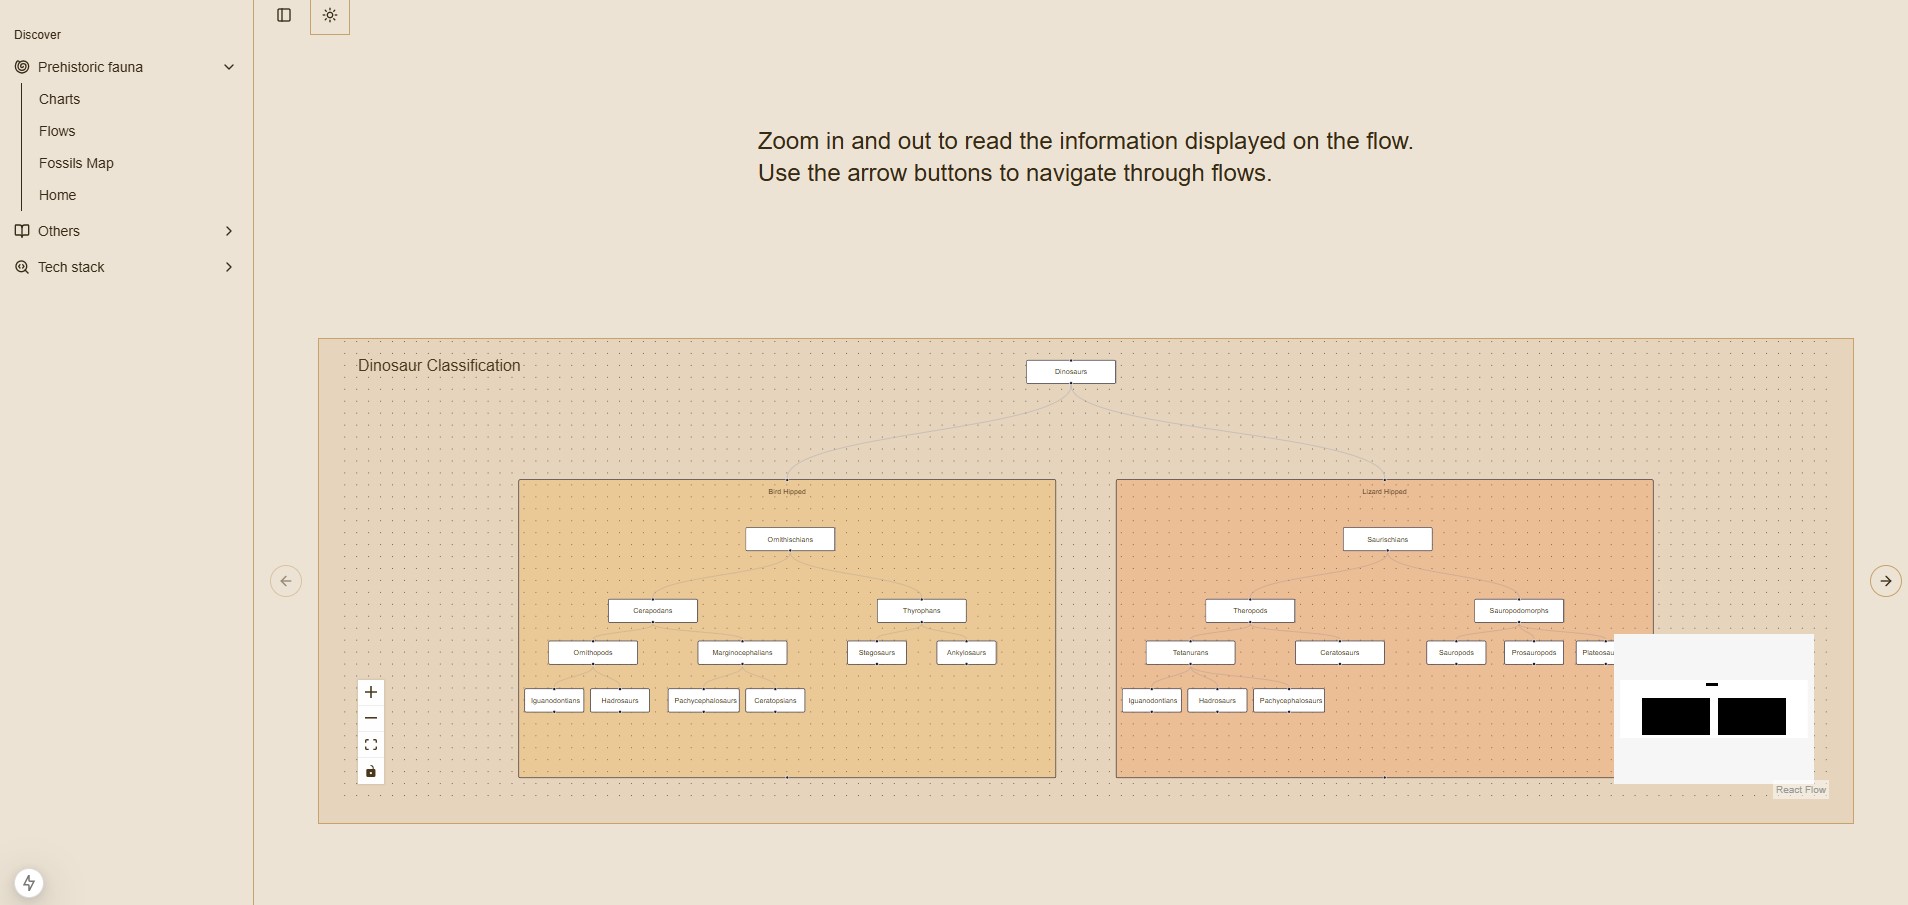 Discover
Prehistoric fauna
Charts
Flows
Fossils Map
Home
Others
Tech stack
Zoom in and out to read the information displayed on the flow.
Use the arrow buttons to navigate through flows.
Dinosaur Classification
Dinosaurs
Bird Hipped
Lizard Hipped
Ornithischians
Saurischians
Cerapodans
Thyrophans
Theropods
Sauropodomorphs
Ornithopods
Marginocephalians
Stegosaurs
Ankylosaurs
Tetanurans
Ceratosaurs
Sauropods
Prosauropods
Plateosau
Iguanodontians
Hadrosaurs
Pachycephalosaurs
Ceratopsians
Iguanodontians
Hadrosaurs
Pachycephalosaurs
React Flow